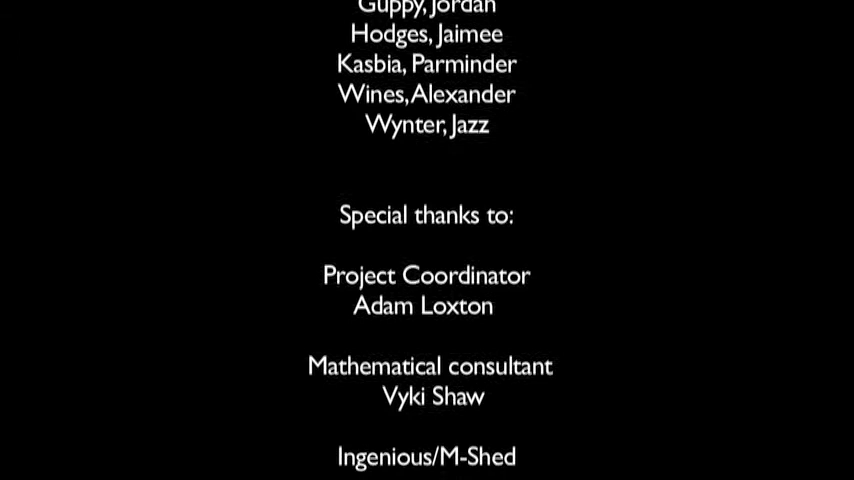 Guppy, Jordan
Hodges, Jaimee
Kasbia, Parminder
Wines, Alexander
Wynter, Jazz
Special thanks to:
Project Coordinator
Adam Loxton
Mathematical consultant
Vyki Shaw
Ingenious/M-Shed